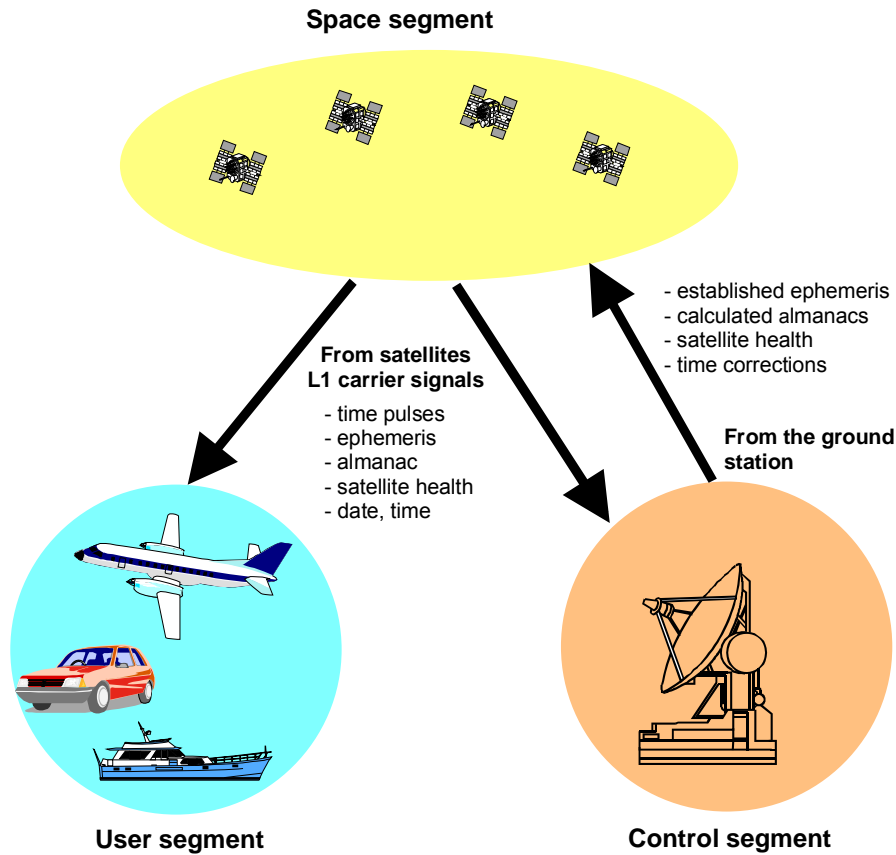 Space segment
- established ephemeris
- calculated almanacs
- satellite health
- time corrections
From satellites
L1 carrier signals
- time pulses
- ephemeris
- almanac
- satellite health
- date, time
From the ground
station
User segment
Control segment